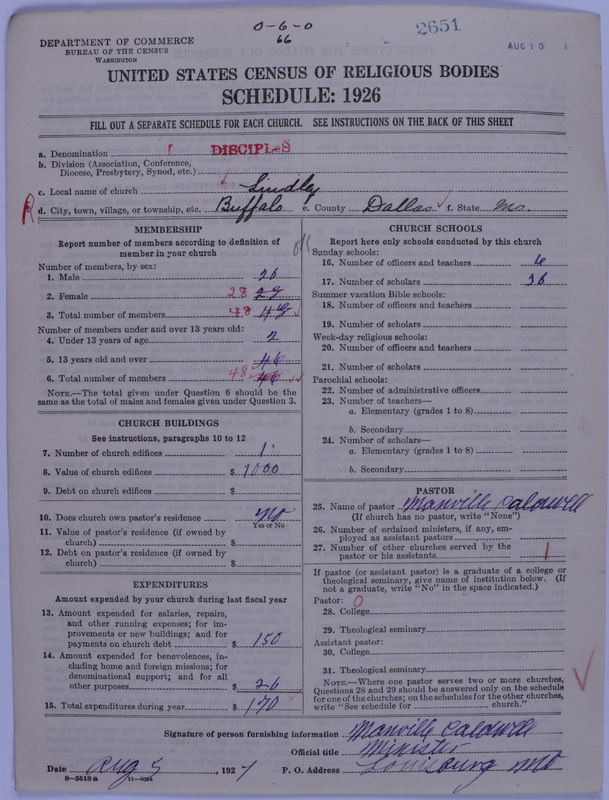 0-6-0
66
2651
AUG 10
DEPARTMENT OF COMMERCE
BUREAU OF THE CENSUS
WASHINGTON
UNITED STATES CENSUS OF RELIGIOUS BODIES
SCHEDULE: 1926
FILL OUT A SEPARATE SCHEDULE FOR EACH CHURCH. SEE INSTRUCTIONS ON THE BACK OF THIS SHEET
a. Denomination DISCIPLES
b. Division (Association, Conference, Diocese, Presbytery, Synod, etc.)
c. Local name of church Lindley
d. City, town, village, or township, etc. Buffalo e. County Dallas f. State Mo.
MEMBERSHIP
Report number of members according to definition of member in your church
Number of members, by sex:
1. Male 20
2. Female 28 28
3. Total number of members 48 48
Number of members under and over 13 years old:
4. Under 13 years of age 2
5. 13 years old and over 46
6. Total number of members 48 46
NOTE.—The total given under Question 6 should be the same as the total of males and females given under Question 3.
CHURCH BUILDINGS
See instructions, paragraphs 10 to 12
7. Number of church edifices 1
8. Value of church edifices $ 1000
9. Debt on church edifices $
10. Does church own pastor's residence No
Yes or No
11. Value of pastor's residence (if owned by church) $
12. Debt on pastor's residence (if owned by church) $
EXPENDITURES
Amount expended by your church during last fiscal year
13. Amount expended for salaries, repairs, and other running expenses; for improvements or new buildings; and for payments on church debt $ 150
14. Amount expended for benevolences, including home and foreign missions; for denominational support; and for all other purposes $ 20
15. Total expenditures during year $ 170
CHURCH SCHOOLS
Report here only schools conducted by this church
Sunday schools:
16. Number of officers and teachers 6
17. Number of scholars 36
Summer vacation Bible schools:
18. Number of officers and teachers
19. Number of scholars
Week-day religious schools:
20. Number of officers and teachers
21. Number of scholars
Parochial schools:
22. Number of administrative officers
23. Number of teachers—
a. Elementary (grades 1 to 8)
b. Secondary
24. Number of scholars—
a. Elementary (grades 1 to 8)
b. Secondary
PASTOR
25. Name of pastor Manville Caldwell
(If church has no pastor, write "None")
26. Number of ordained ministers, if any, employed as assistant pastors
27. Number of other churches served by the pastor or his assistants 1
If pastor (or assistant pastor) is a graduate of a college or theological seminary, give name of institution below. (If not a graduate, write "No" in the space indicated.)
Pastor: 0
28. College
29. Theological seminary
Assistant pastor:
30. College
31. Theological seminary
NOTE.—Where one pastor serves two or more churches, Questions 28 and 29 should be answered only on the schedule for one of the churches; on the schedules for the other churches, write "See schedule for church."
Signature of person furnishing information Manville Caldwell
Official title Minister
Date Aug 5, 1927 P. O. Address Louisburg Mo
8-5518 a